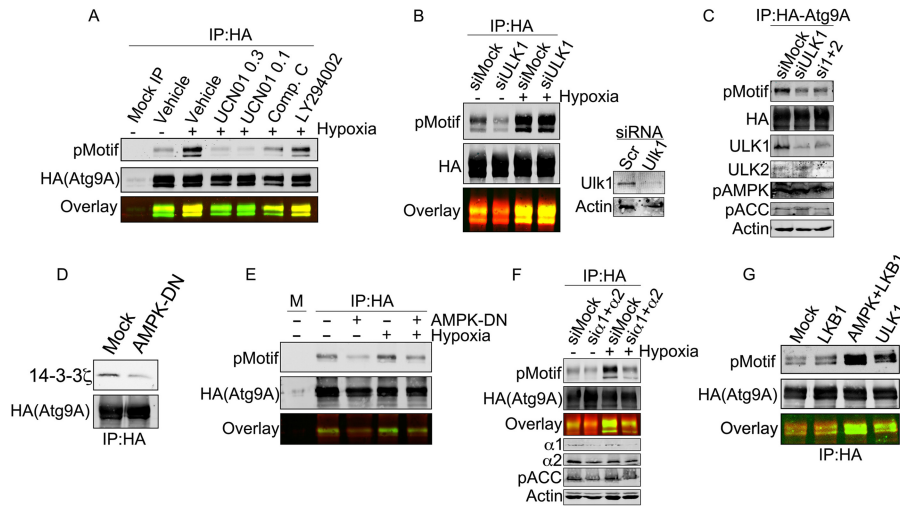 A
IP:HA
Mock IP
Vehicle
Vehicle
UCN01 0.3
UCN01 0.1
Comp. C
LY294002
- + + + + + Hypoxia
pMotif
HA(Atg9A)
Overlay
B
IP:HA
siMock
siULK1
siMock
siULK1
- - + + Hypoxia
pMotif
HA
Overlay
siRNA
Scr
Ulk1
Ulk1
Actin
C
IP:HA-Atg9A
siMock
siULK1
si1+2
pMotif
HA
ULK1
ULK2
pAMPK
pACC
Actin
D
Mock
AMPK-DN
14-3-3ζ
HA(Atg9A)
IP:HA
E
M IP:HA
- - + - + AMPK-DN
- - - + + Hypoxia
pMotif
HA(Atg9A)
Overlay
F
IP:HA
siMock
siα1+α2
siMock
siα1+α2
- - + + Hypoxia
pMotif
HA(Atg9A)
Overlay
α1
α2
pACC
Actin
G
Mock
LKB1
AMPK+LKB1
ULK1
pMotif
HA(Atg9A)
Overlay
IP:HA